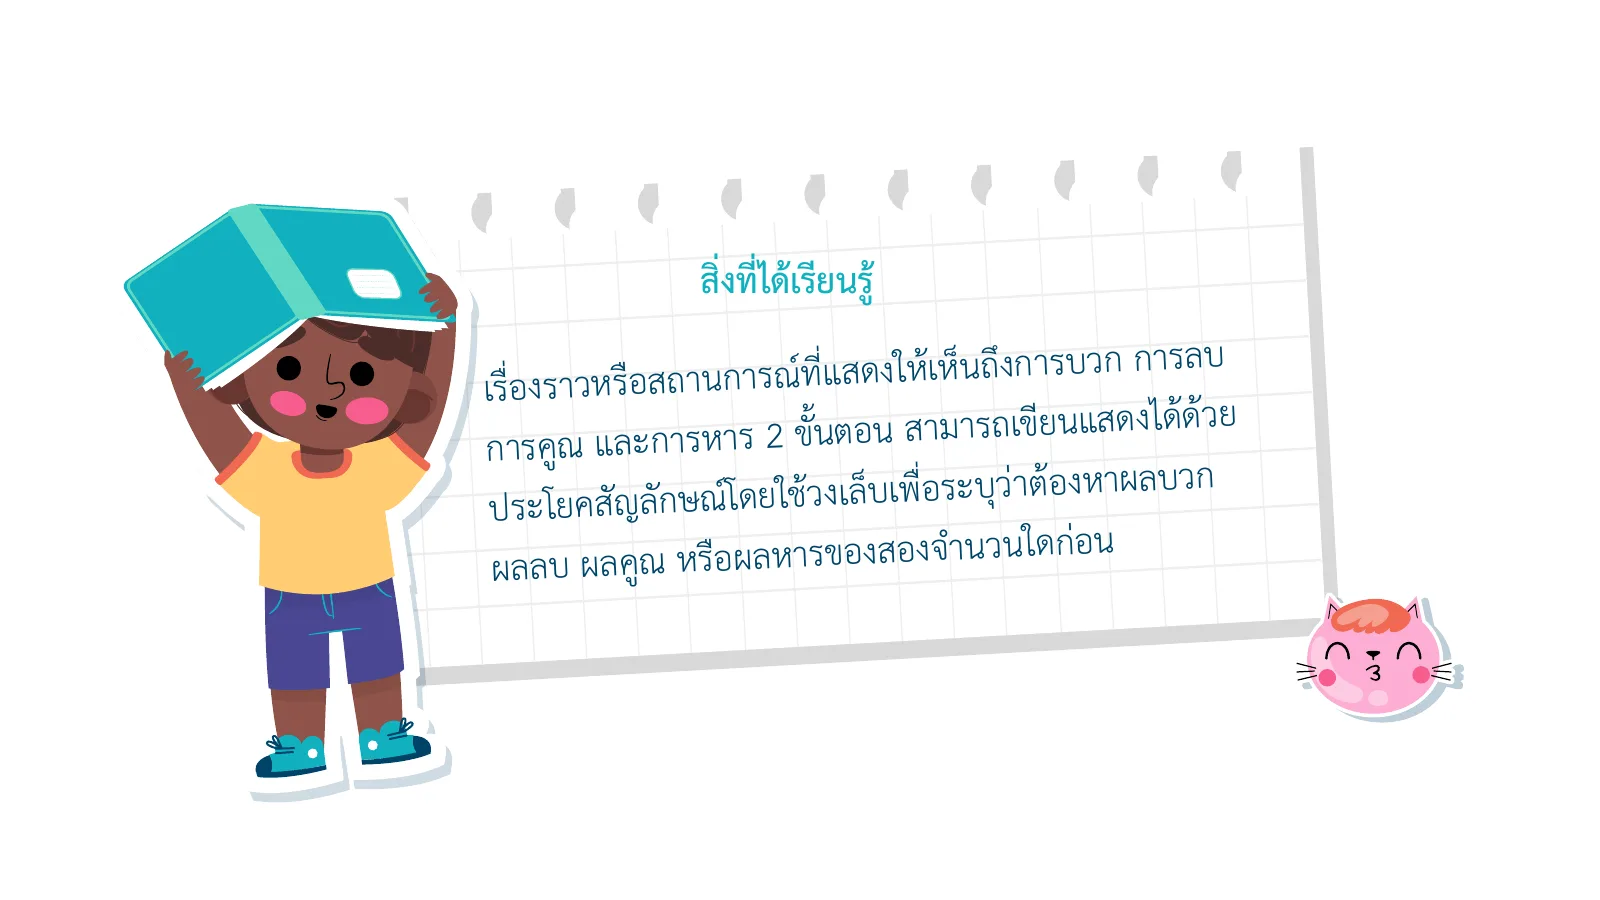 สิ่งที่ได้เรียนรู้
เรื่องราวหรือสถานการณ์ที่แสดงให้เห็นถึงการบวก การลบ
การคูณ และการหาร 2 ขั้นตอน สามารถเขียนแสดงได้ด้วย
ประโยคสัญลักษณ์โดยใช้วงเล็บเพื่อระบุว่าต้องหาผลบวก
ผลลบ ผลคูณ หรือผลหารของสองจำนวนใดก่อน